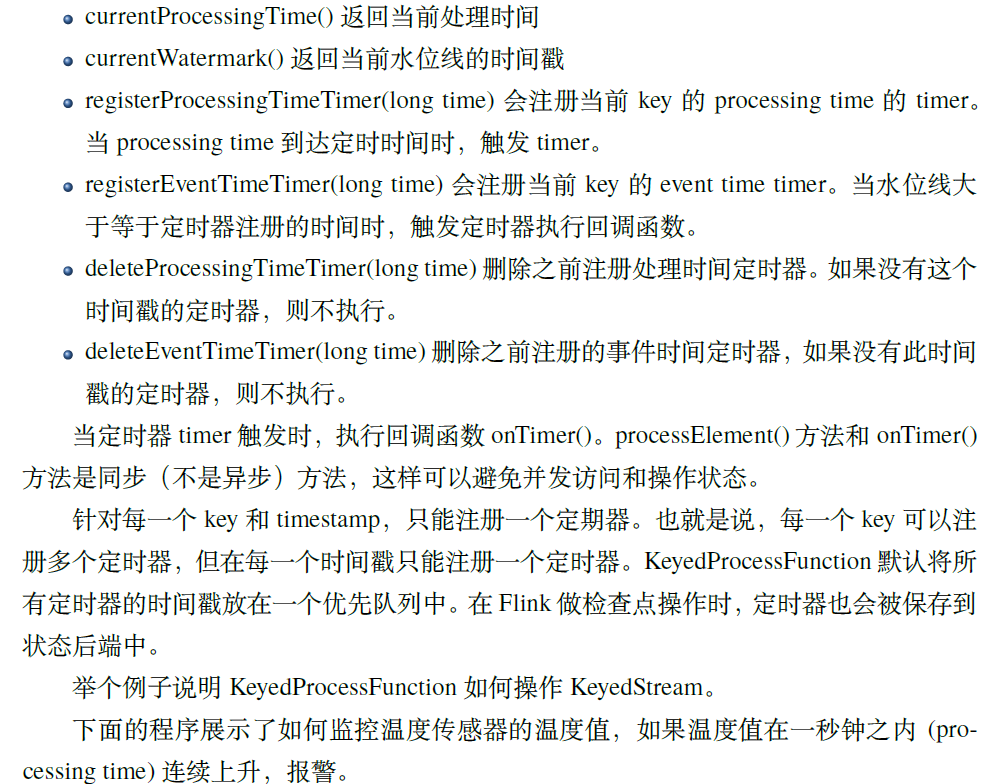 • currentProcessingTime() 返回当前处理时间
• currentWatermark() 返回当前水位线的时间戳
• registerProcessingTimeTimer(long time) 会注册当前 key 的 processing time 的 timer。
当 processing time 到达定时时间时，触发 timer。
• registerEventTimeTimer(long time) 会注册当前 key 的 event time timer。当水位线大
于等于定时器注册的时间时，触发定时器执行回调函数。
• deleteProcessingTimeTimer(long time) 删除之前注册处理时间定时器。如果没有这个
时间戳的定时器，则不执行。
• deleteEventTimeTimer(long time) 删除之前注册的事件时间定时器，如果没有此时间
戳的定时器，则不执行。
当定时器 timer 触发时，执行回调函数 onTimer()。processElement() 方法和 onTimer()
方法是同步（不是异步）方法，这样可以避免并发访问和操作状态。
针对每一个 key 和 timestamp，只能注册一个定期器。也就是说，每一个 key 可以注
册多个定时器，但在每一个时间戳只能注册一个定时器。KeyedProcessFunction 默认将所
有定时器的时间戳放在一个优先队列中。在 Flink 做检查点操作时，定时器也会被保存到
状态后端中。
举个例子说明 KeyedProcessFunction 如何操作 KeyedStream。
下面的程序展示了如何监控温度传感器的温度值，如果温度值在一秒钟之内 (pro-
cessing time) 连续上升，报警。